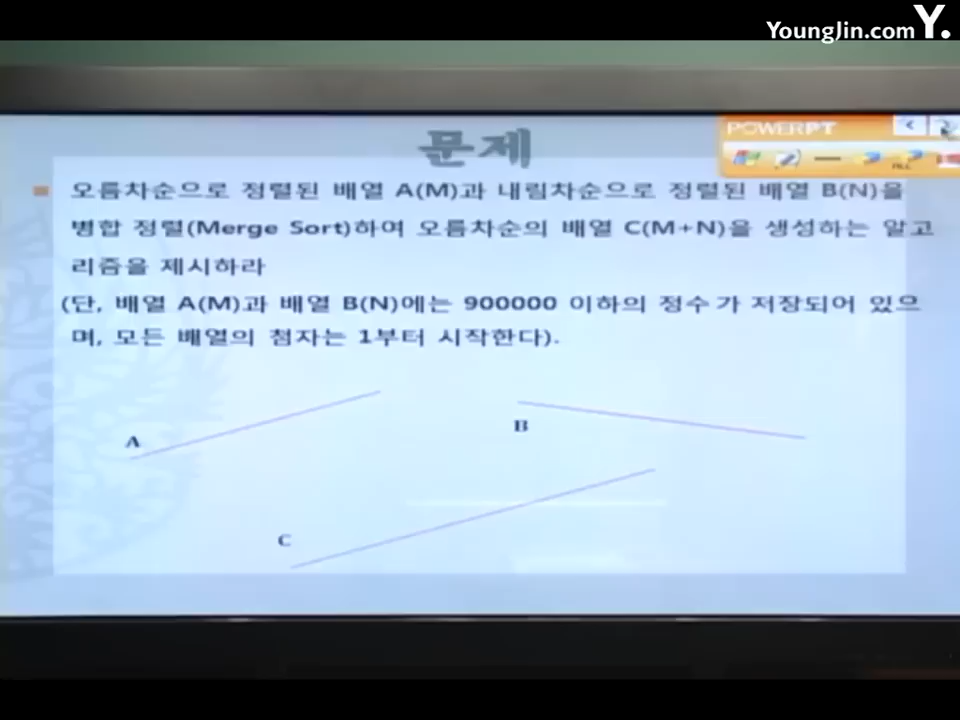 YoungJin.com Y.
POWERPT
문제
오름차순으로 정렬된 배열 A(M)과 내림차순으로 정렬된 배열 B(N)을
병합 정렬(Merge Sort)하여 오름차순의 배열 C(M+N)을 생성하는 알고
리즘을 제시하라
(단, 배열 A(M)과 배열 B(N)에는 900000 이하의 정수가 저장되어 있으
며, 모든 배열의 첨자는 1부터 시작한다).
A
B
C